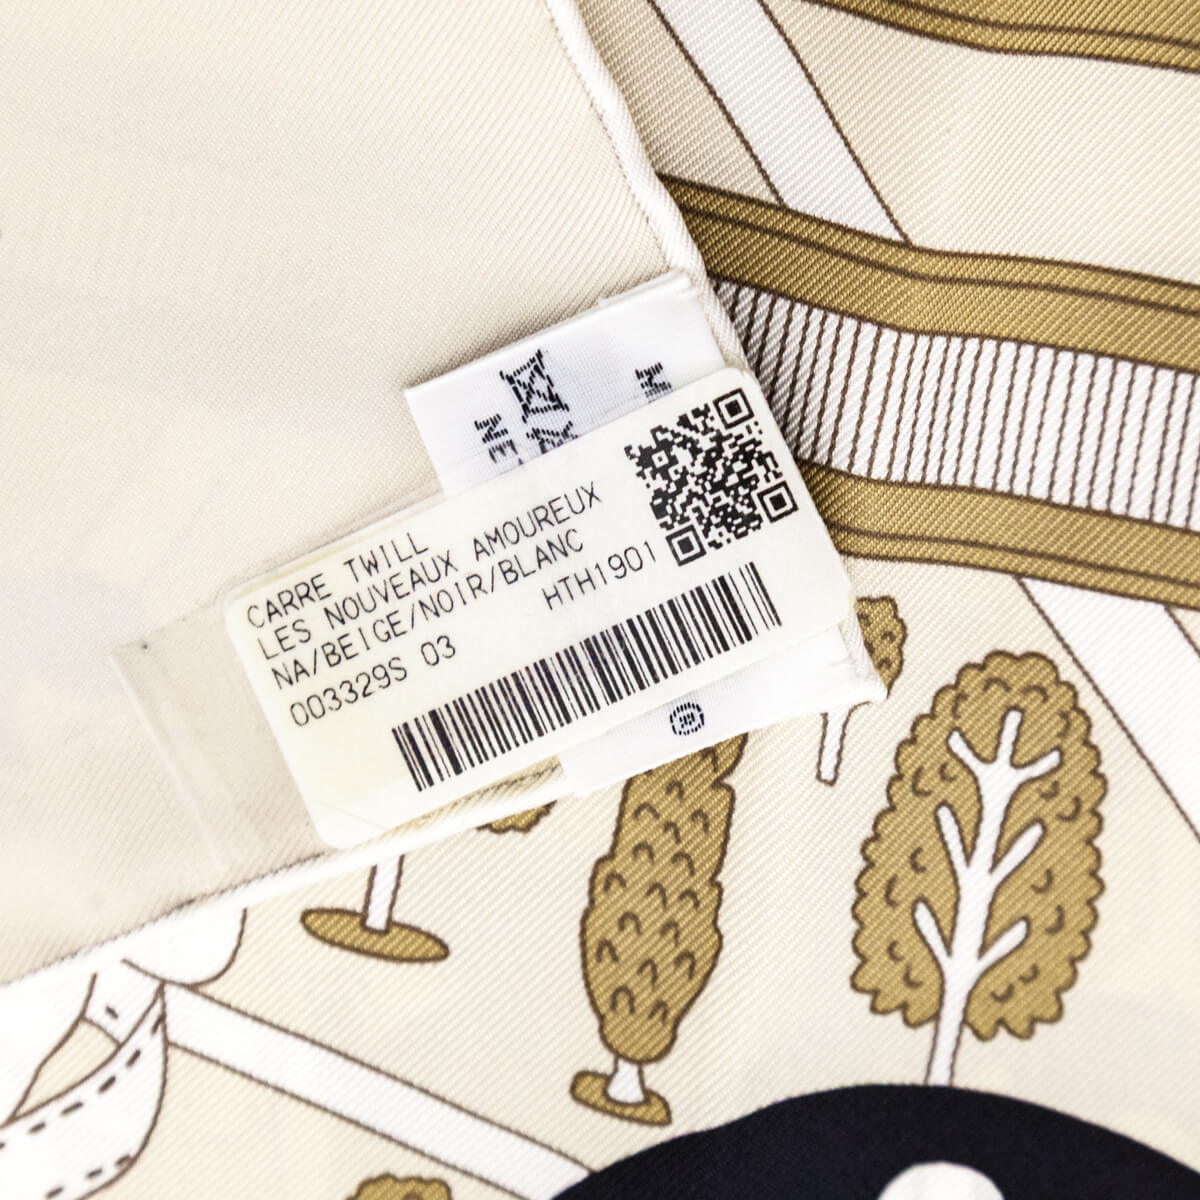 CARRE TWILL
LES NOUVEAUX AMOUREUX
NA/BEIGE/NOIR/BLANC
003329S 03
HTH1901
®